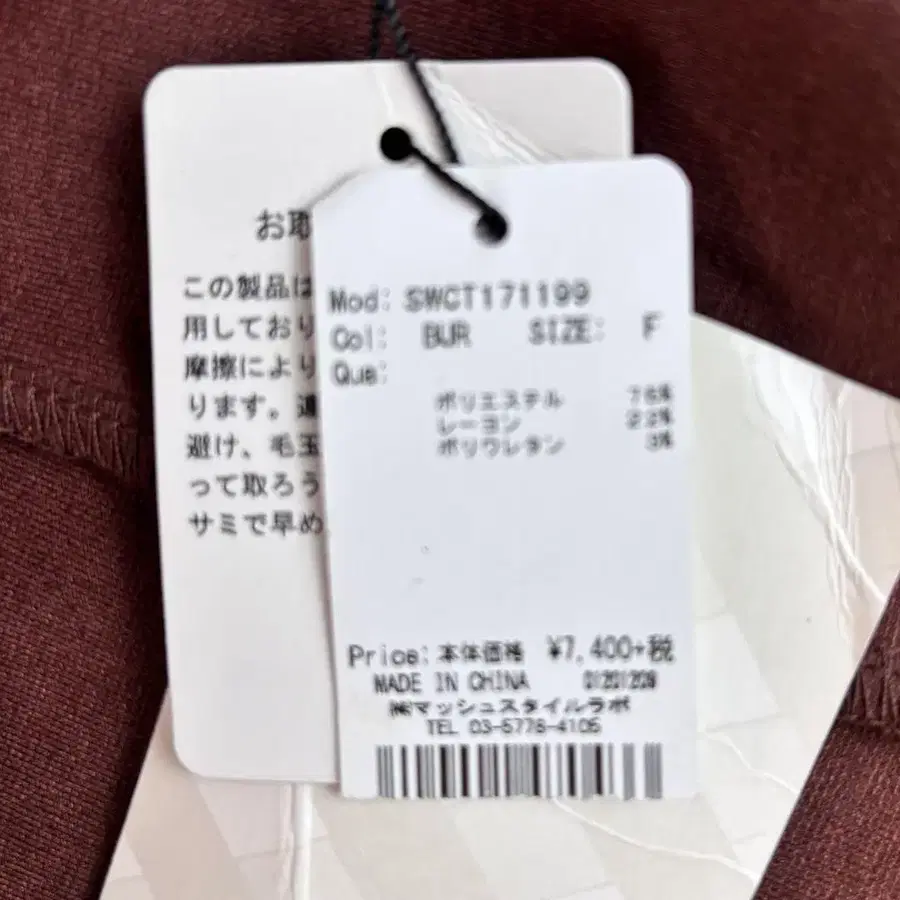 お取
この製品は
用しており
摩擦により
ります。
避け、毛玉
って取ろう
サミで早め
Mod: SWCT171199
Col: BUR SIZE: F
Que:
ポリエステル
レーヨン
ポリウレタン 3%
Price: 本体価格 ¥7,400+税
MADE IN CHINA
㈱マッシュスタイルラボ
TEL 03-5778-4105